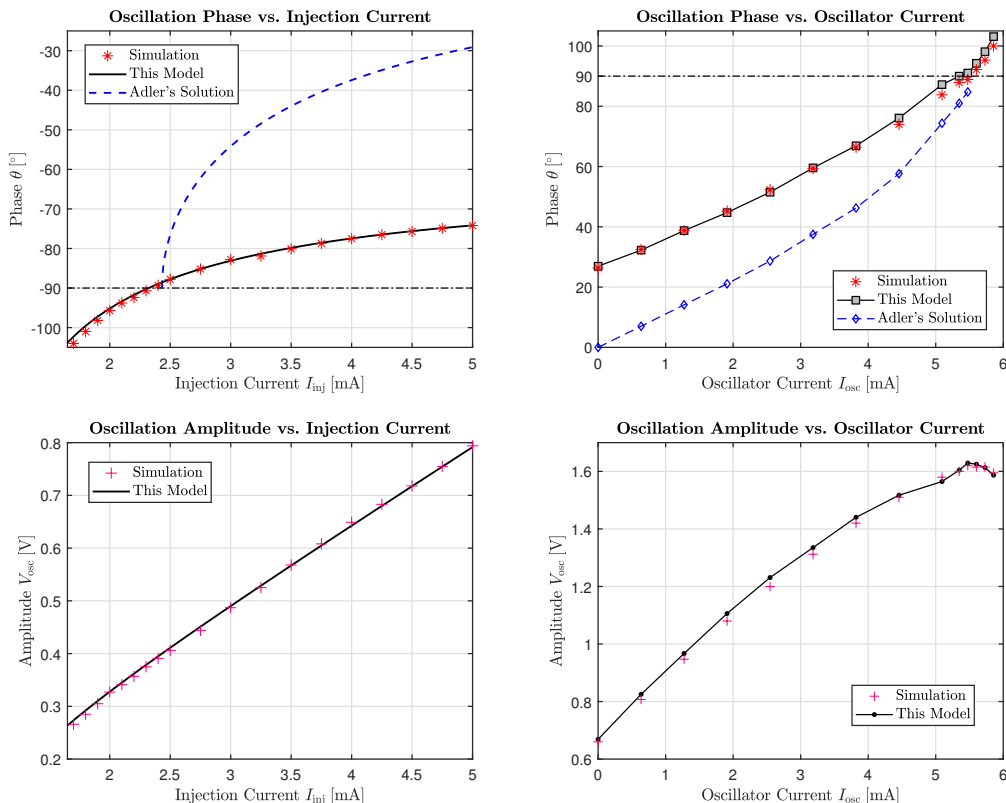 Oscillation Phase vs. Injection Current
Phase θ [°]
-30
-40
-50
-60
-70
-80
-90
-100
Simulation
This Model
Adler's Solution
2
2.5
3
3.5
4
4.5
5
Injection Current I_inj [mA]
Oscillation Phase vs. Oscillator Current
Phase θ [°]
100
90
80
60
40
20
0
Simulation
This Model
Adler's Solution
0
1
2
3
4
5
6
Oscillator Current I_osc [mA]
Oscillation Amplitude vs. Injection Current
Amplitude V_osc [V]
0.8
0.7
0.6
0.5
0.4
0.3
0.2
Simulation
This Model
2
2.5
3
3.5
4
4.5
5
Injection Current I_inj [mA]
Oscillation Amplitude vs. Oscillator Current
Amplitude V_osc [V]
1.6
1.4
1.2
1
0.8
0.6
Simulation
This Model
0
1
2
3
4
5
6
Oscillator Current I_osc [mA]